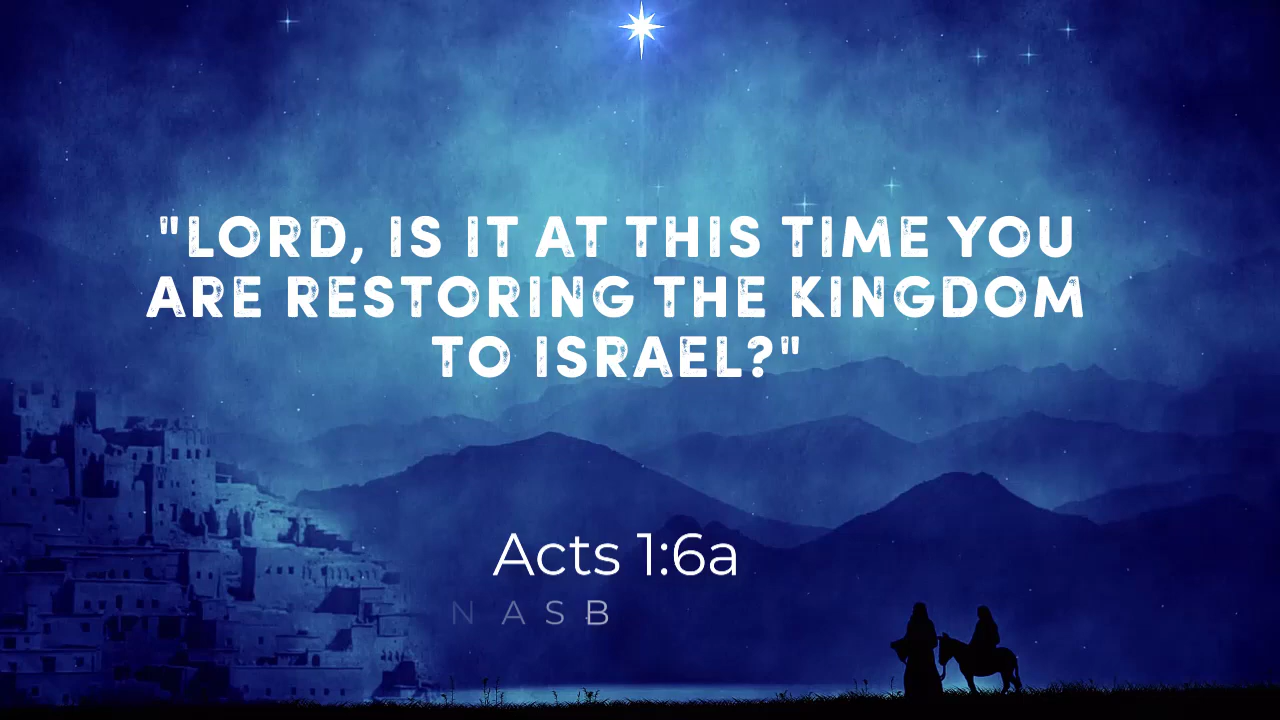 "LORD, IS IT AT THIS TIME YOU
ARE RESTORING THE KINGDOM
TO ISRAEL?"
Acts 1:6a
NASB